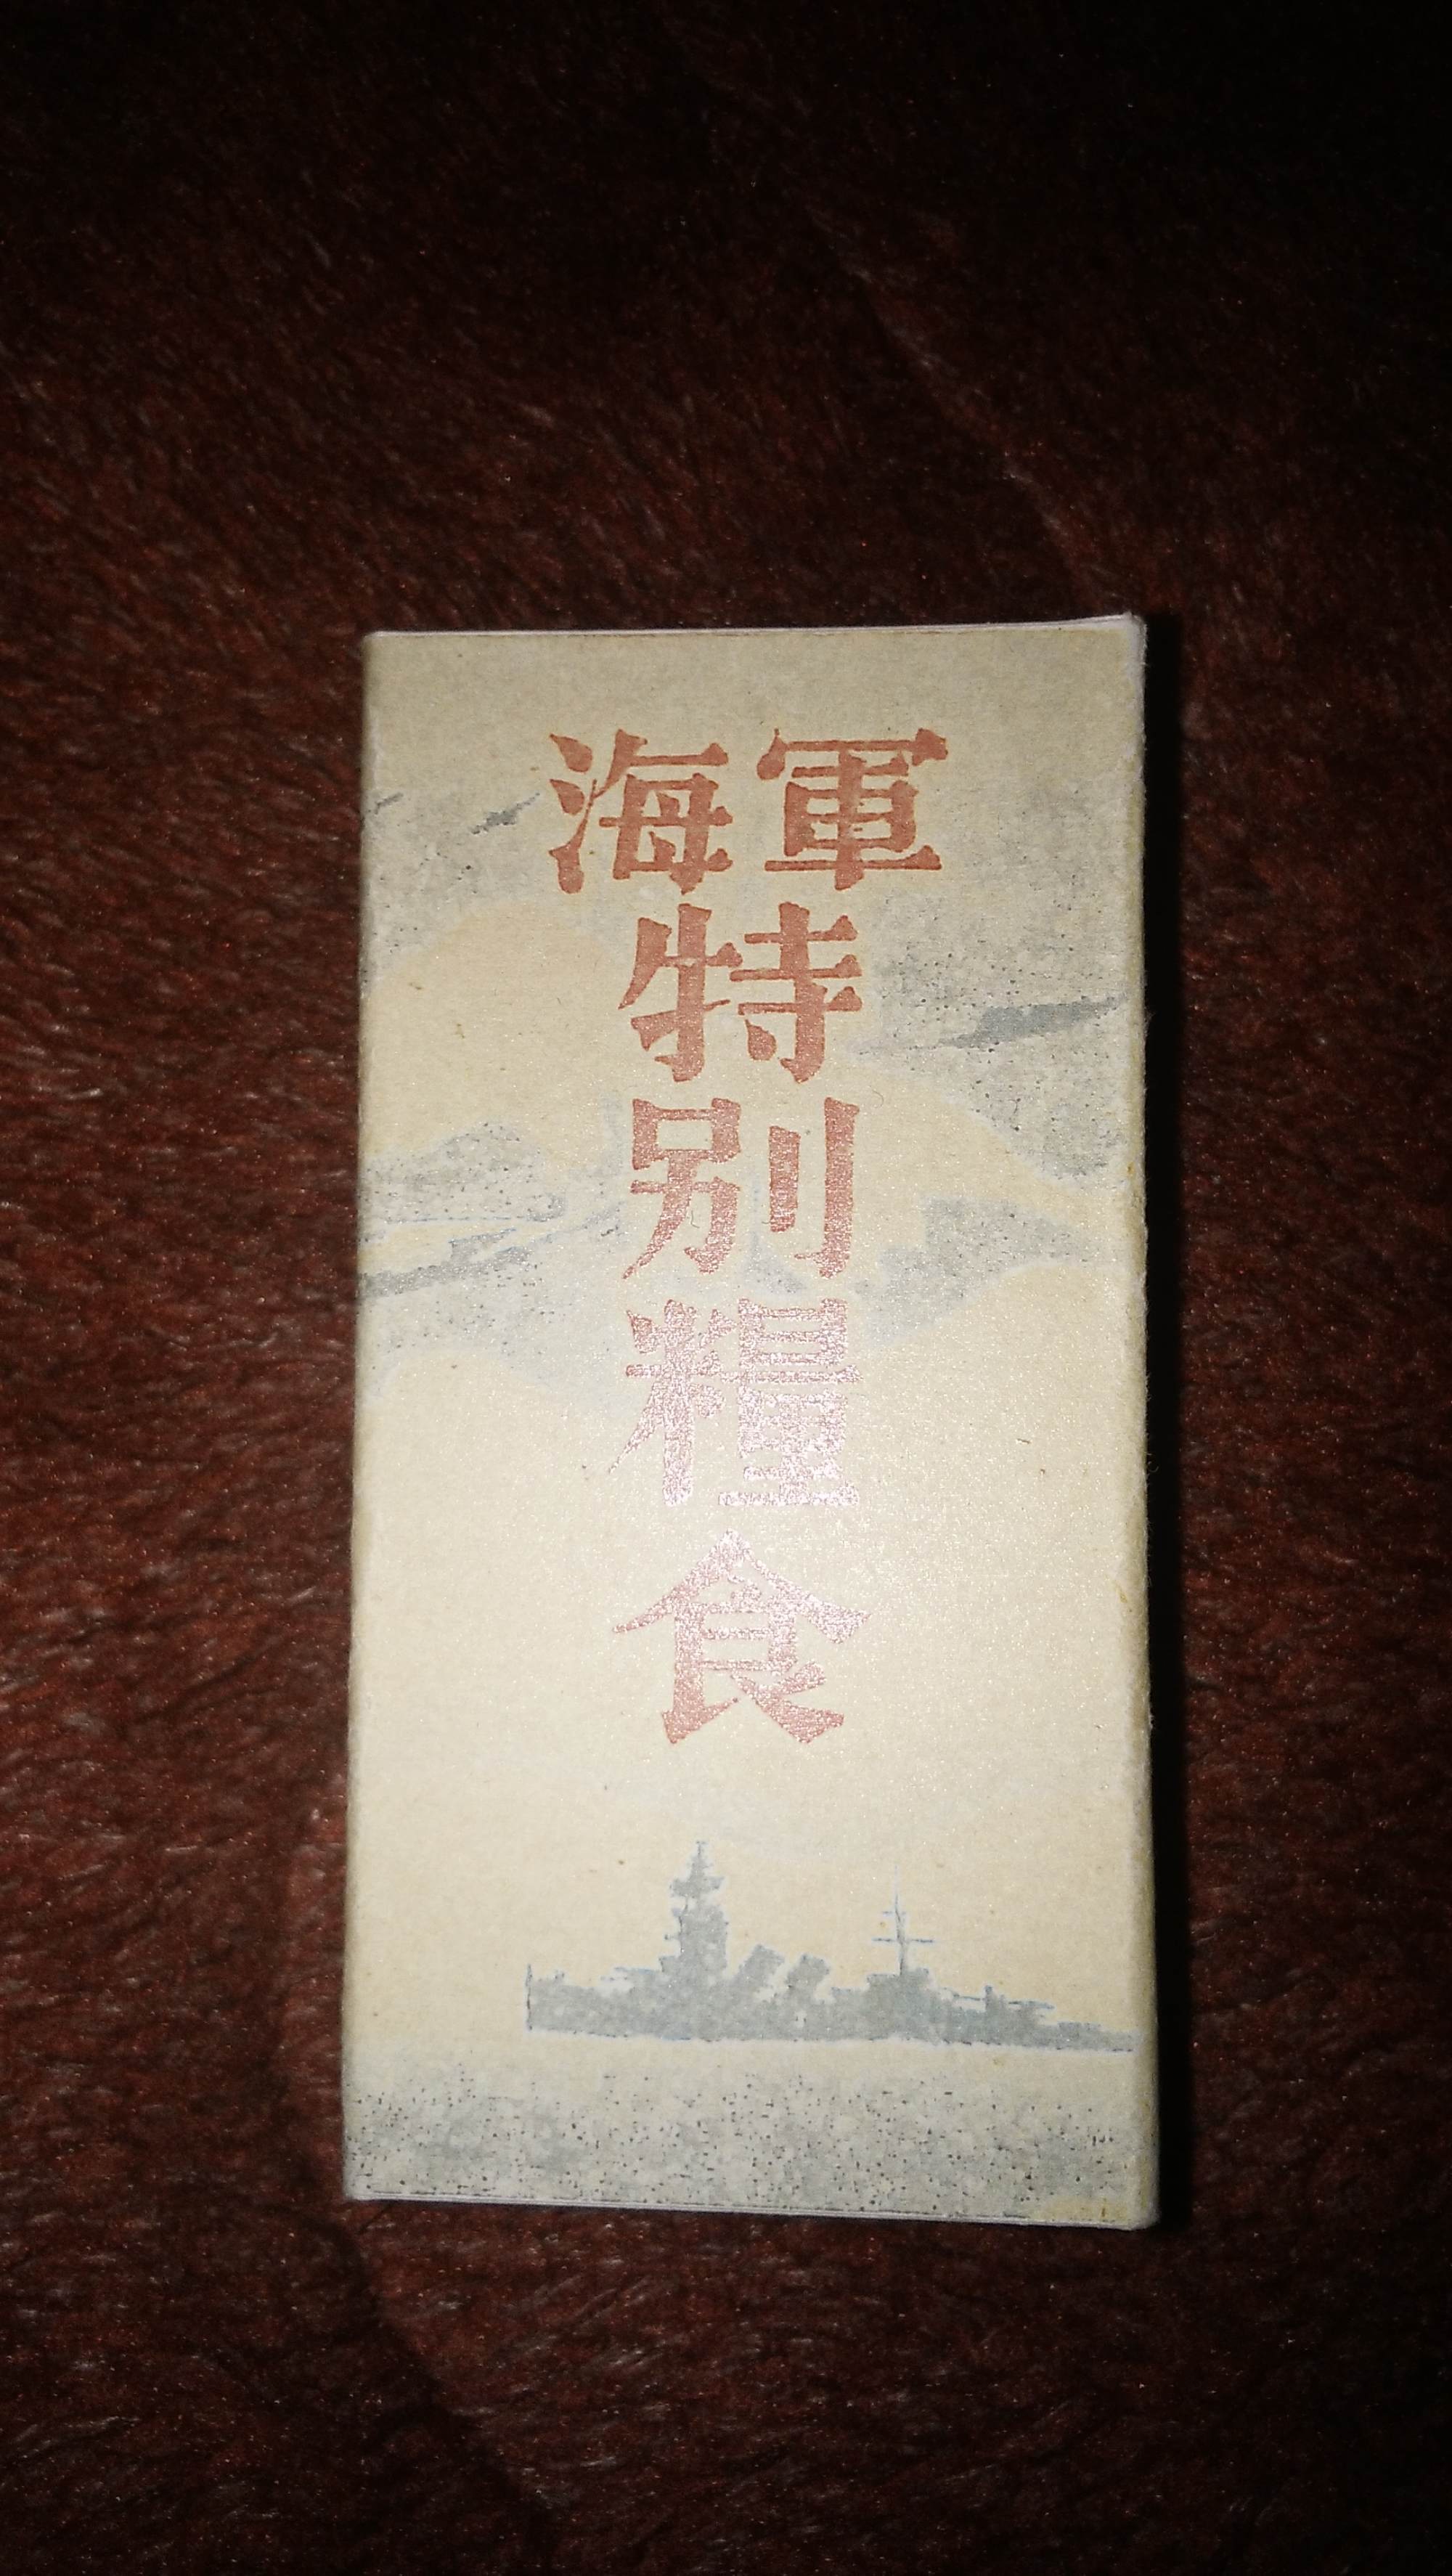 海軍
特
別
糧
食